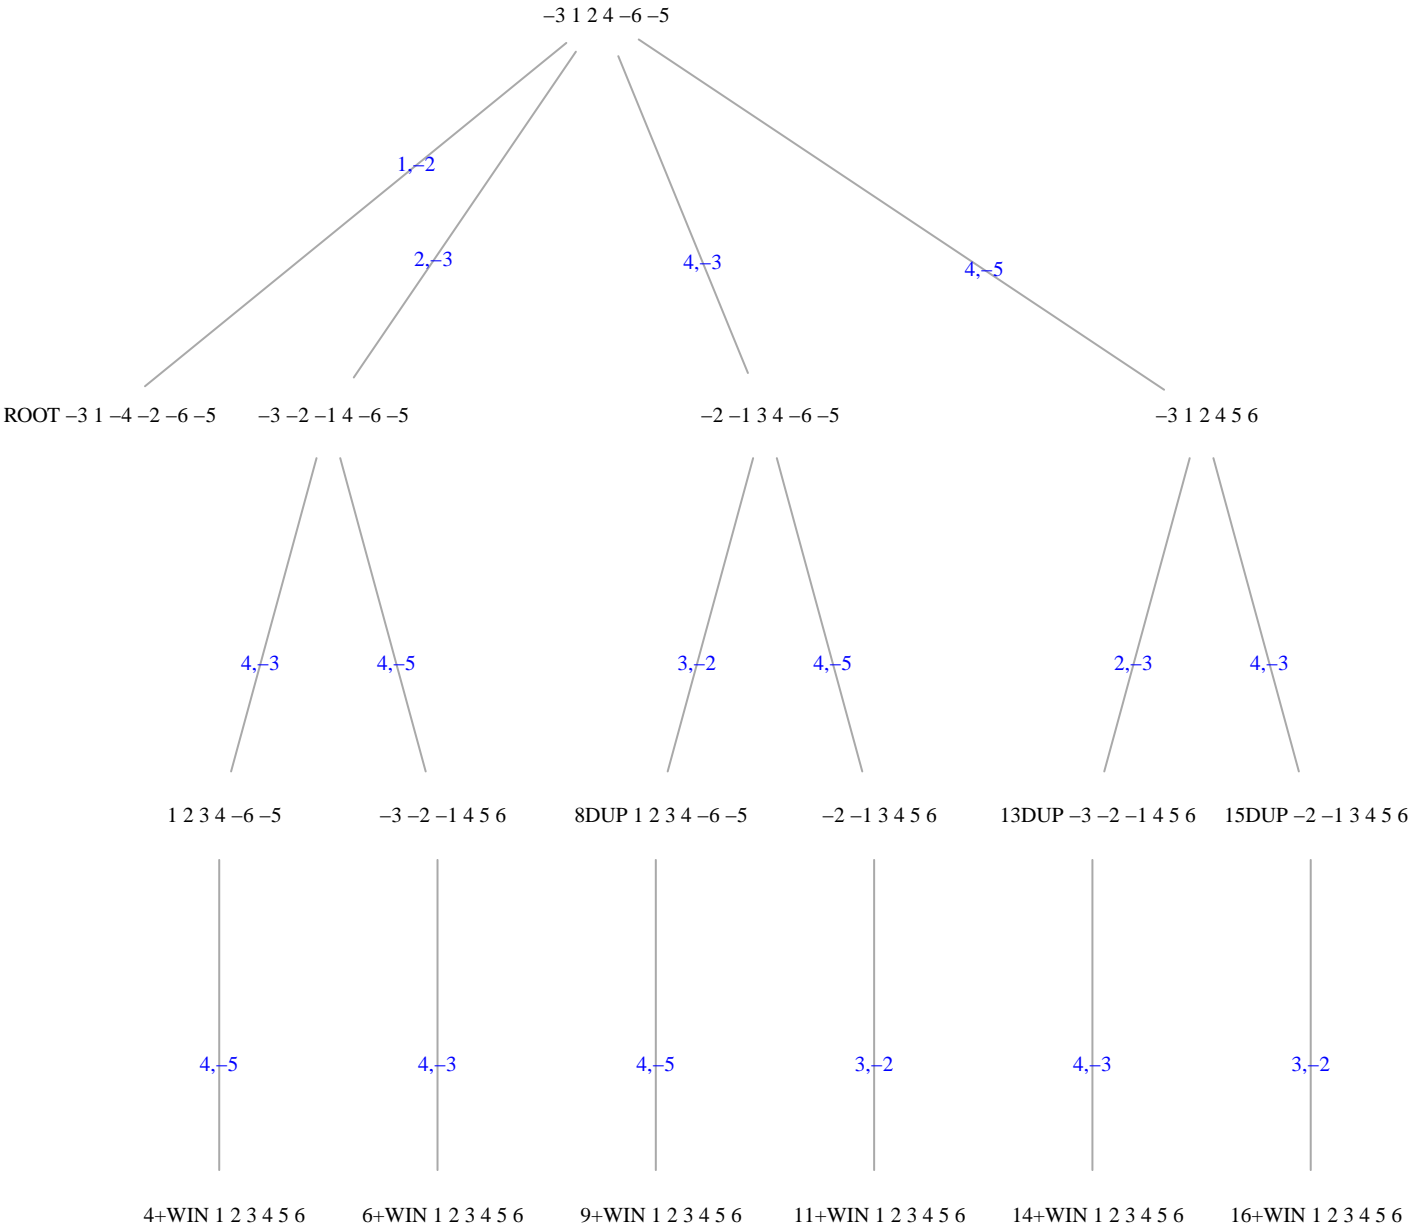 –3 1 2 4 –6 –5
1,–2
2,–3
4,–3
4,–5
ROOT –3 1 –4 –2 –6 –5
–3 –2 –1 4 –6 –5
–2 –1 3 4 –6 –5
–3 1 2 4 5 6
4,–3
4,–5
3,–2
4,–5
2,–3
4,–3
1 2 3 4 –6 –5
–3 –2 –1 4 5 6
8DUP 1 2 3 4 –6 –5
–2 –1 3 4 5 6
13DUP –3 –2 –1 4 5 6
15DUP –2 –1 3 4 5 6
4,–5
4,–3
4,–5
3,–2
4,–3
3,–2
4+WIN 1 2 3 4 5 6
6+WIN 1 2 3 4 5 6
9+WIN 1 2 3 4 5 6
11+WIN 1 2 3 4 5 6
14+WIN 1 2 3 4 5 6
16+WIN 1 2 3 4 5 6